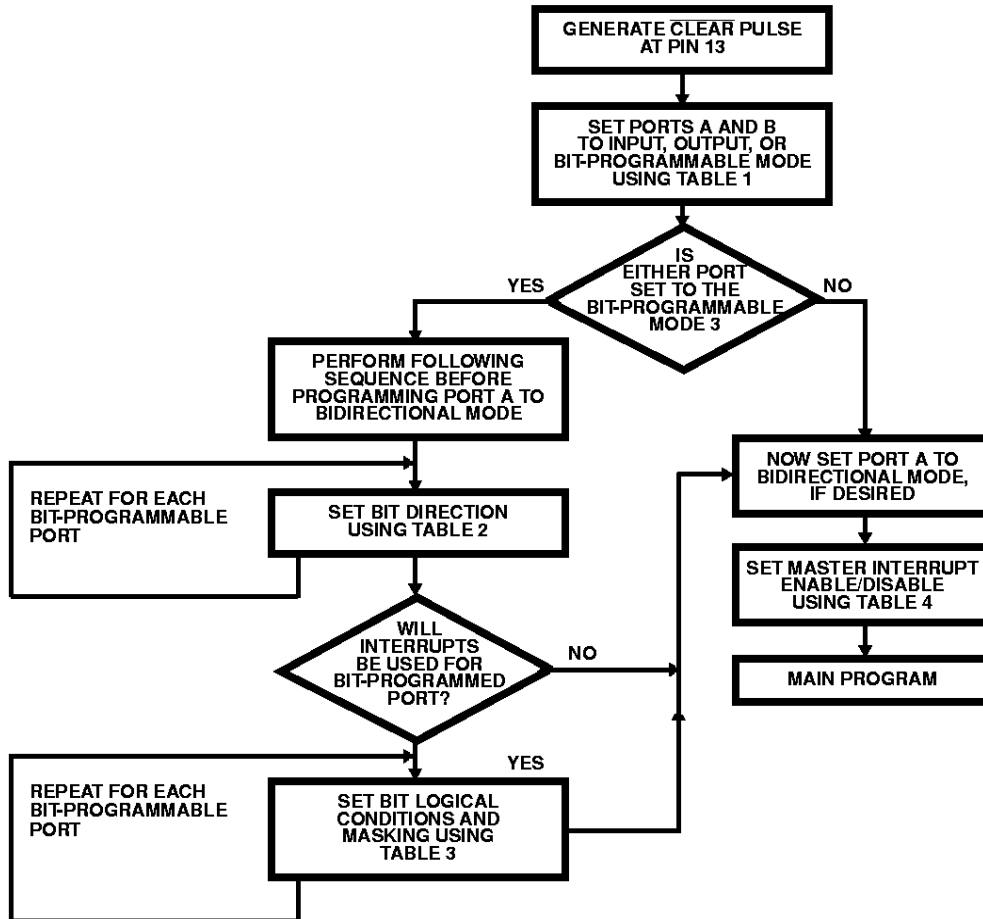 GENERATE CLEAR PULSE
AT PIN 13
SET PORTS A AND B
TO INPUT, OUTPUT, OR
BIT-PROGRAMMABLE MODE
USING TABLE 1
IS
EITHER PORT
SET TO THE
BIT-PROGRAMMABLE
MODE 3
YES
NO
PERFORM FOLLOWING
SEQUENCE BEFORE
PROGRAMMING PORT A TO
BIDIRECTIONAL MODE
REPEAT FOR EACH
BIT-PROGRAMMABLE
PORT
SET BIT DIRECTION
USING TABLE 2
WILL
INTERRUPTS
BE USED FOR
BIT-PROGRAMMED
PORT?
NO
YES
REPEAT FOR EACH
BIT-PROGRAMMABLE
PORT
SET BIT LOGICAL
CONDITIONS AND
MASKING USING
TABLE 3
NOW SET PORT A TO
BIDIRECTIONAL MODE,
IF DESIRED
SET MASTER INTERRUPT
ENABLE/DISABLE
USING TABLE 4
MAIN PROGRAM